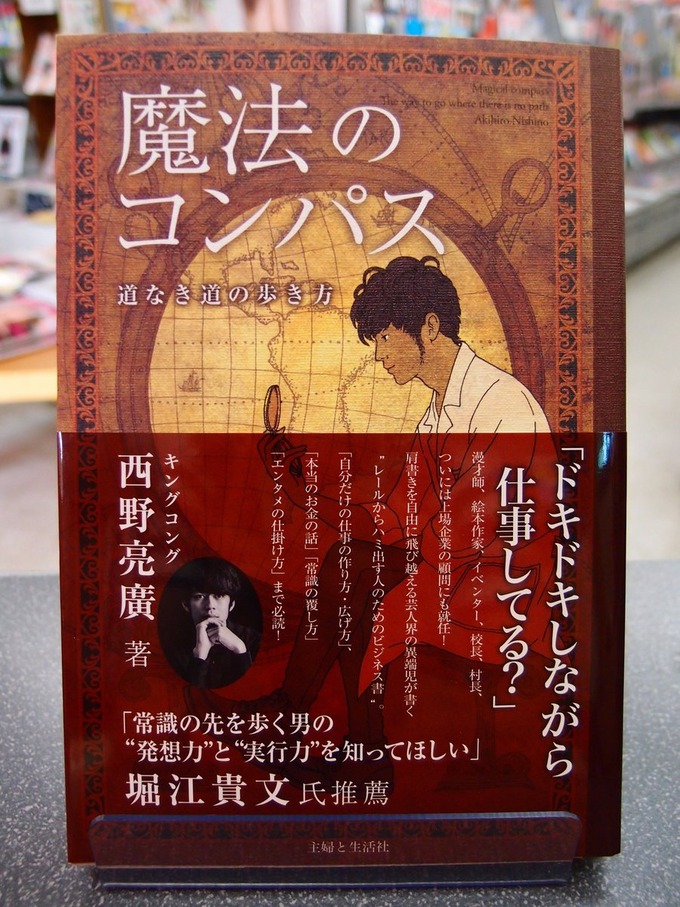 Magical compass
The way to go where there is no path
Akihiro Nishino
魔法の
コンパス
道なき道の歩き方
「ドキドキしながら
仕事してる?」
漫才師、絵本作家、イベンター、校長、村長、
ついには上場企業の顧問にも就任!
肩書きを自由に飛び越える芸人界の異端児が書く
“レールからハミ出す人のためのビジネス書”。
「自分だけの仕事の作り方・広げ方」、
「本当のお金の話」「常識の覆し方」
「エンタメの仕掛け方」まで必読!
キングコング
西野亮廣 著
「常識の先を歩く男の
“発想力”と“実行力”を知ってほしい」
堀江貴文氏推薦
主婦と生活社